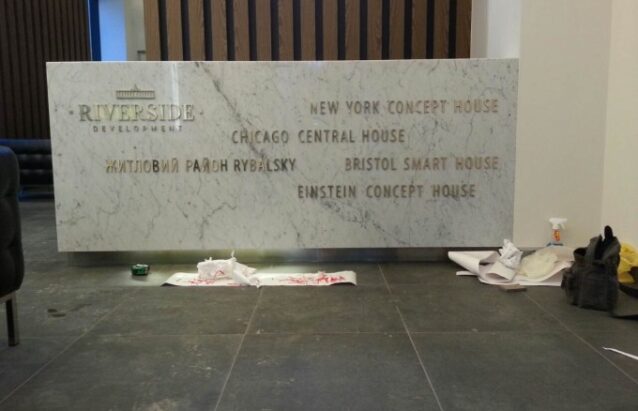 RIVERSIDE
DEVELOPMENT
NEW YORK CONCEPT HOUSE
CHICAGO CENTRAL HOUSE
ЖИТЛОВИЙ РАЙОН RYBALSKY
BRISTOL SMART HOUSE
EINSTEIN CONCEPT HOUSE